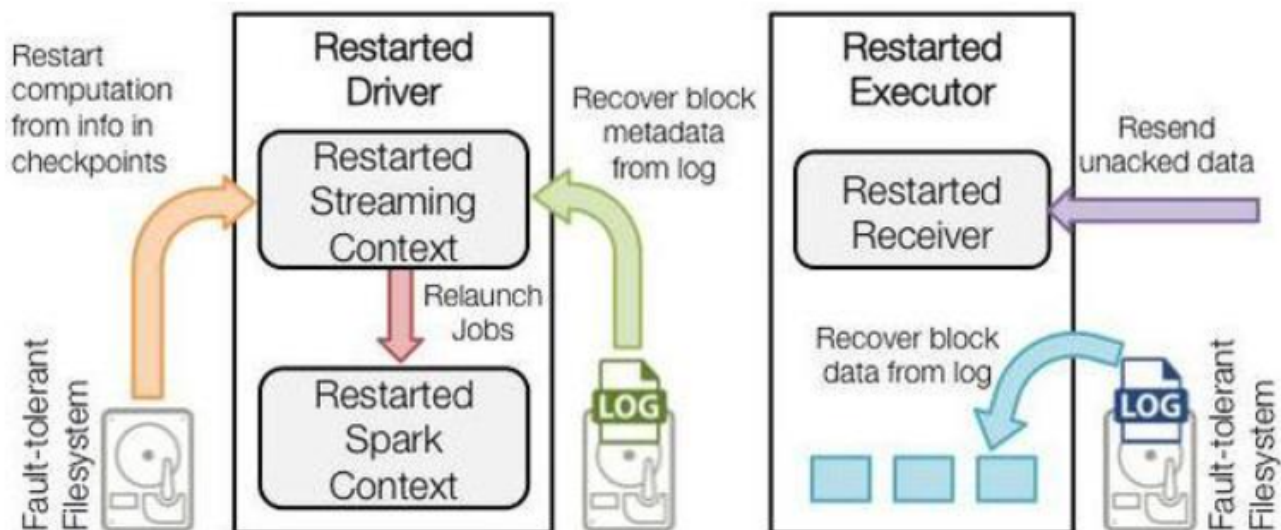 Restart
computation
from info in
checkpoints
Fault-tolerant
Filesystem
Restarted
Driver
Restarted
Streaming
Context
Relaunch
Jobs
Restarted
Spark
Context
Recover block
metadata
from log
LOG
Restarted
Executor
Restarted
Receiver
Resend
unacked data
Recover block
data from log
LOG
Fault-tolerant
Filesystem